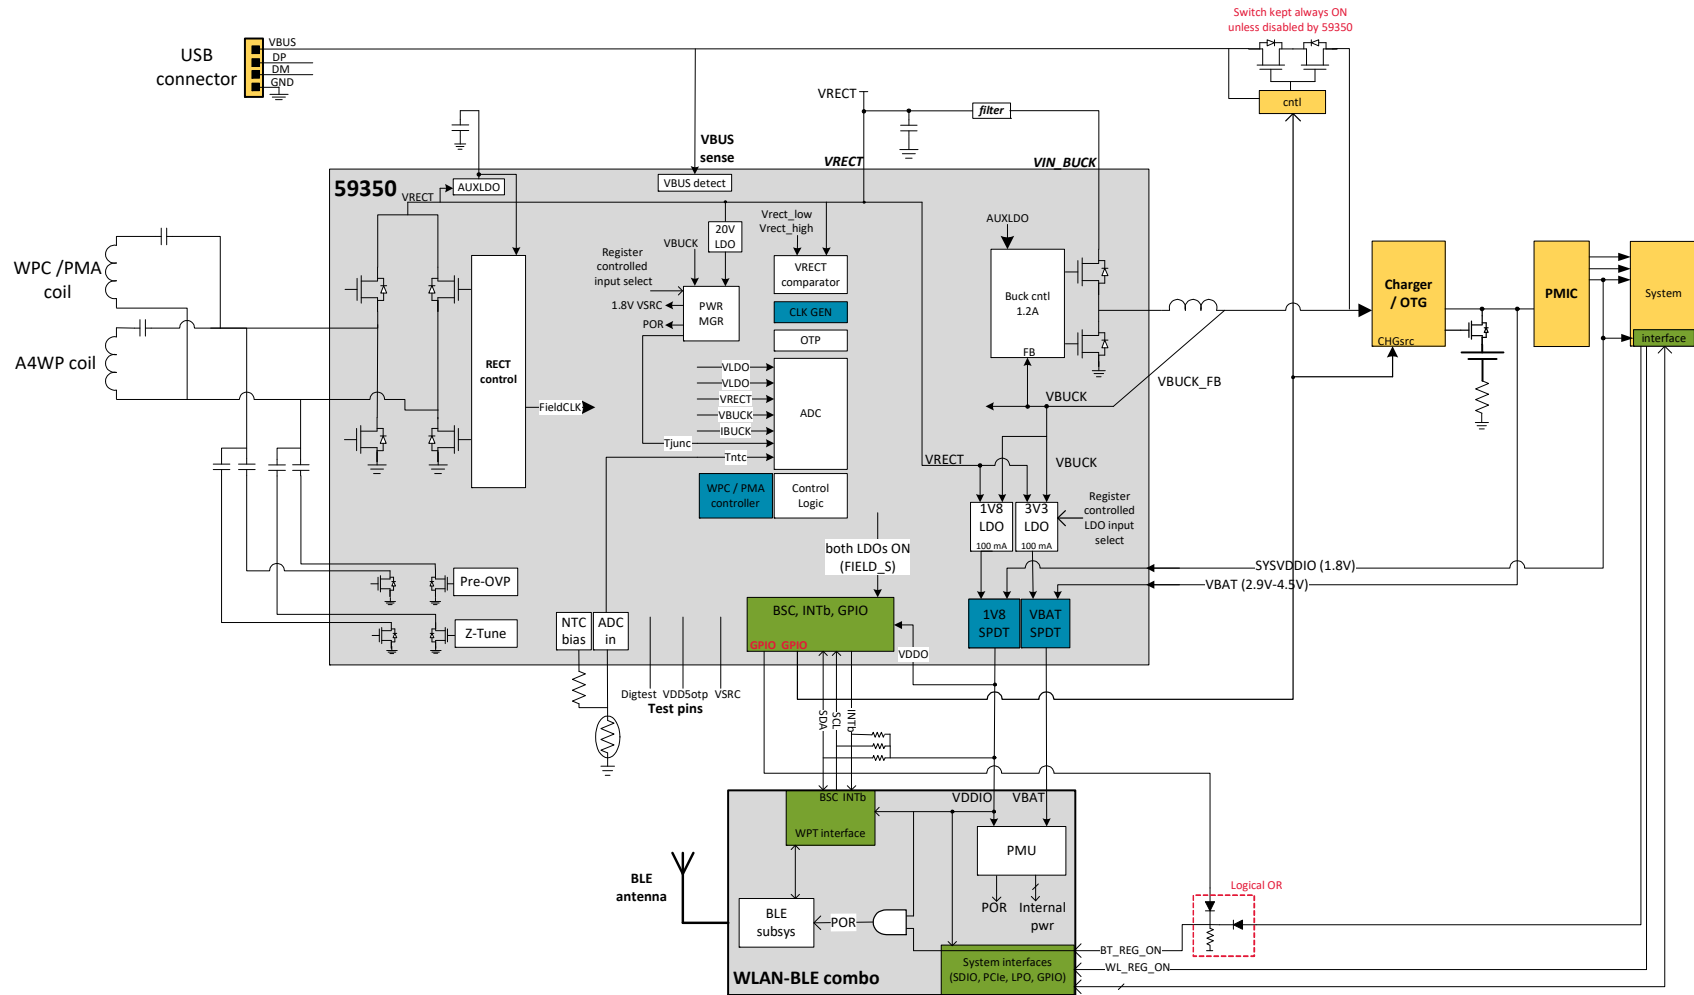 Switch kept always ON
unless disabled by 59350
USB
connector
VBUS
DP
DM
GND
cntl
VRECT
filter
VBUS
sense
VRECT
VIN_BUCK
59350
VRECT
AUXLDO
VBUS detect
WPC /PMA
coil
A4WP coil
RECT
control
FieldCLK
Register
controlled
input select
VBUCK
20V
LDO
1.8V VSRC
POR
PWR
MGR
Vrect_low
Vrect_high
VRECT
comparator
CLK GEN
OTP
VLDO
VLDO
VRECT
VBUCK
IBUCK
Tjunc
Tntc
ADC
WPC / PMA
controller
Control
Logic
AUXLDO
Buck cntl
1.2A
FB
VBUCK
VBUCK_FB
VRECT
VBUCK
1V8
LDO
100 mA
3V3
LDO
100 mA
Register
controlled
LDO input
select
Charger
/ OTG
CHGsrc
PMIC
System
interface
both LDOs ON
(FIELD_S)
SYSVDDIO (1.8V)
VBAT (2.9V-4.5V)
Pre-OVP
Z-Tune
NTC
bias
ADC
in
BSC, INTb, GPIO
GPIO GPIO
VDDO
1V8
SPDT
VBAT
SPDT
Digtest
VDD5otp
VSRC
Test pins
SDA
SCL
INTb
BSC INTb
WPT interface
VDDIO
VBAT
PMU
POR
Internal
pwr
BLE
antenna
BLE
subsys
POR
WLAN-BLE combo
System interfaces
(SDIO, PCIe, LPO, GPIO)
Logical OR
BT_REG_ON
WL_REG_ON